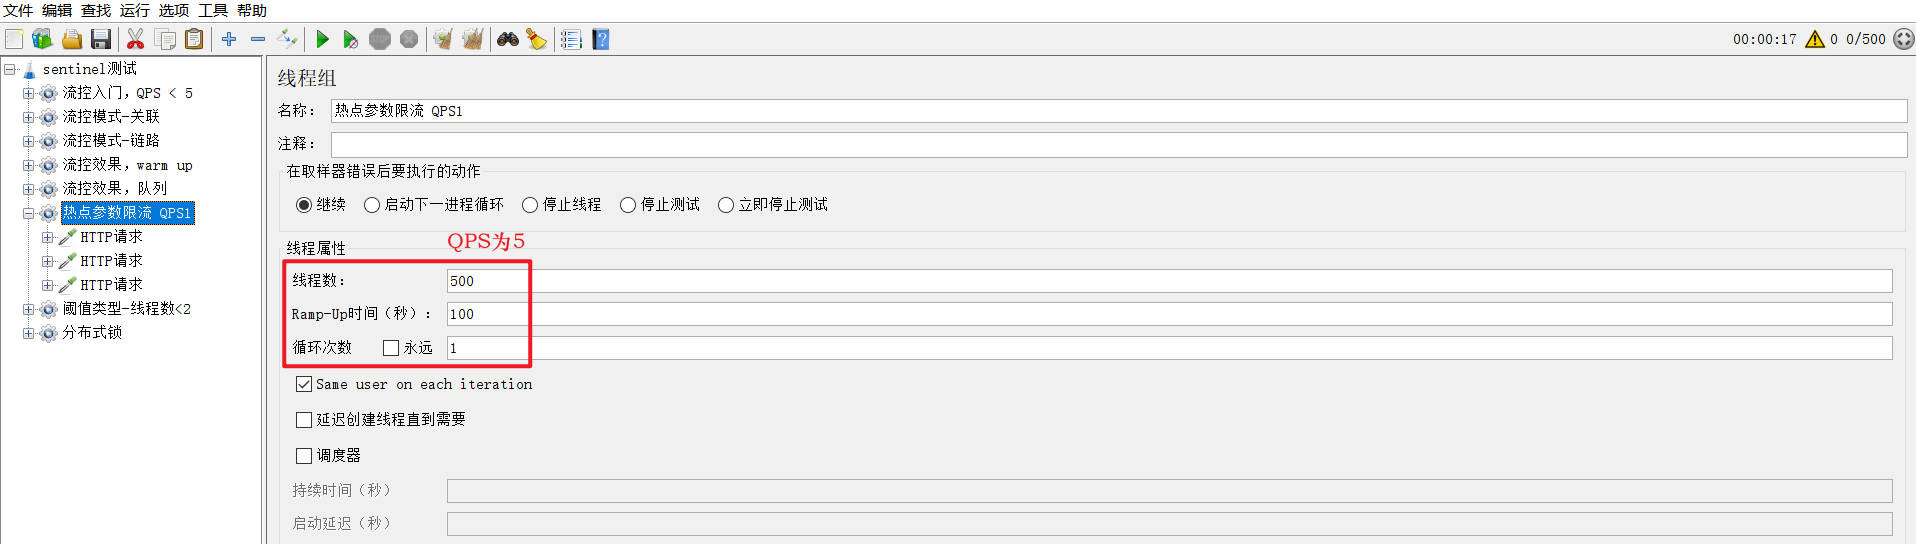 文件 编辑 查找 运行 选项 工具 帮助
00:00:17 0 0/500
sentinel测试
流控入门，QPS < 5
流控模式-关联
流控模式-链路
流控效果，warm up
流控效果，队列
热点参数限流 QPS1
HTTP请求
HTTP请求
HTTP请求
阈值类型-线程数<2
分布式锁
线程组
名称： 热点参数限流 QPS1
注释：
在取样器错误后要执行的动作
继续 启动下一进程循环 停止线程 停止测试 立即停止测试
线程属性
QPS为5
线程数： 500
Ramp-Up时间（秒）： 100
循环次数 永远 1
Same user on each iteration
延迟创建线程直到需要
调度器
持续时间（秒）
启动延迟（秒）